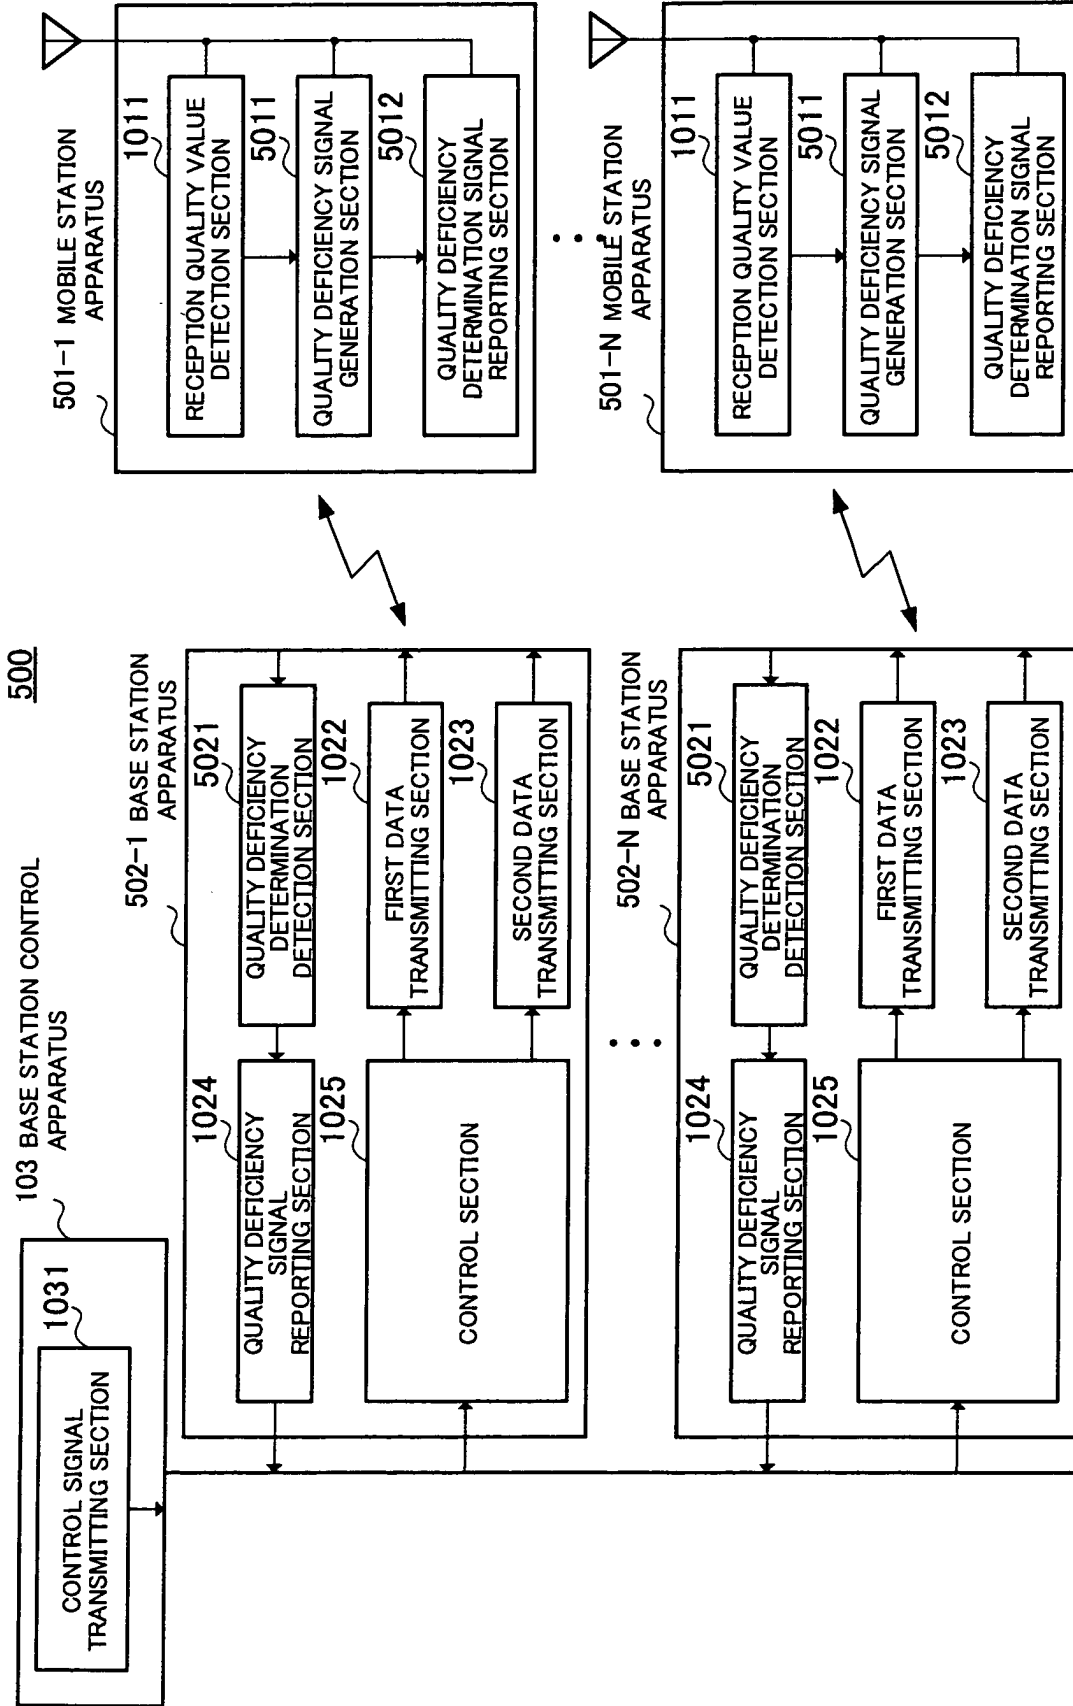 500
103 BASE STATION CONTROL
APPARATUS
1031
CONTROL SIGNAL
TRANSMITTING SECTION
502-1 BASE STATION
APPARATUS
1024
QUALITY DEFICIENCY
SIGNAL
REPORTING SECTION
5021
QUALITY DEFICIENCY
DETERMINATION
DETECTION SECTION
1025
CONTROL SECTION
1022
FIRST DATA
TRANSMITTING SECTION
1023
SECOND DATA
TRANSMITTING SECTION
501-1 MOBILE STATION
APPARATUS
1011
RECEPTION QUALITY VALUE
DETECTION SECTION
5011
QUALITY DEFICIENCY SIGNAL
GENERATION SECTION
5012
QUALITY DEFICIENCY
DETERMINATION SIGNAL
REPORTING SECTION
502-N BASE STATION
APPARATUS
1024
QUALITY DEFICIENCY
SIGNAL
REPORTING SECTION
5021
QUALITY DEFICIENCY
DETERMINATION
DETECTION SECTION
1025
CONTROL SECTION
1022
FIRST DATA
TRANSMITTING SECTION
1023
SECOND DATA
TRANSMITTING SECTION
501-N MOBILE STATION
APPARATUS
1011
RECEPTION QUALITY VALUE
DETECTION SECTION
5011
QUALITY DEFICIENCY SIGNAL
GENERATION SECTION
5012
QUALITY DEFICIENCY
DETERMINATION SIGNAL
REPORTING SECTION